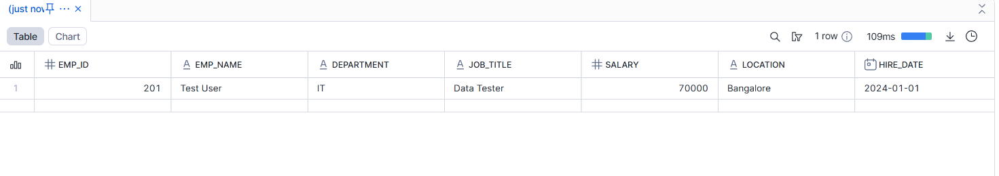 (just now
Table Chart 1 row 109ms
EMP_ID EMP_NAME DEPARTMENT JOB_TITLE SALARY LOCATION HIRE_DATE
1 201 Test User IT Data Tester 70000 Bangalore 2024-01-01